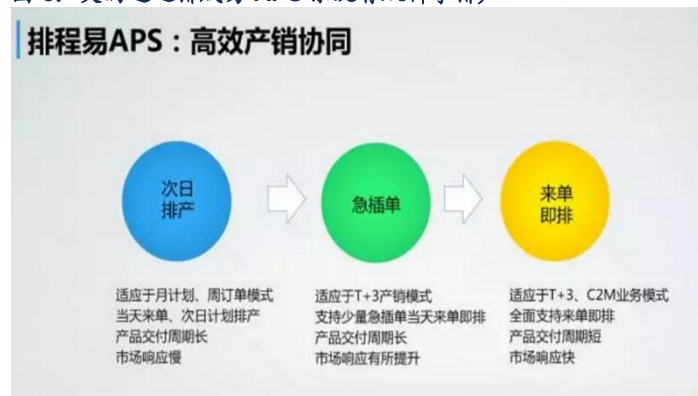 排程易APS：高效产销协同
次日
排产
急插单
来单
即排
适应于月计划、周订单模式
当天来单、次日计划排产
产品交付周期长
市场响应慢
适应于T+3产销模式
支持少量急插单当天来单即排
产品交付周期长
市场响应有所提升
适应于T+3、C2M业务模式
全面支持来单即排
产品交付周期短
市场响应快